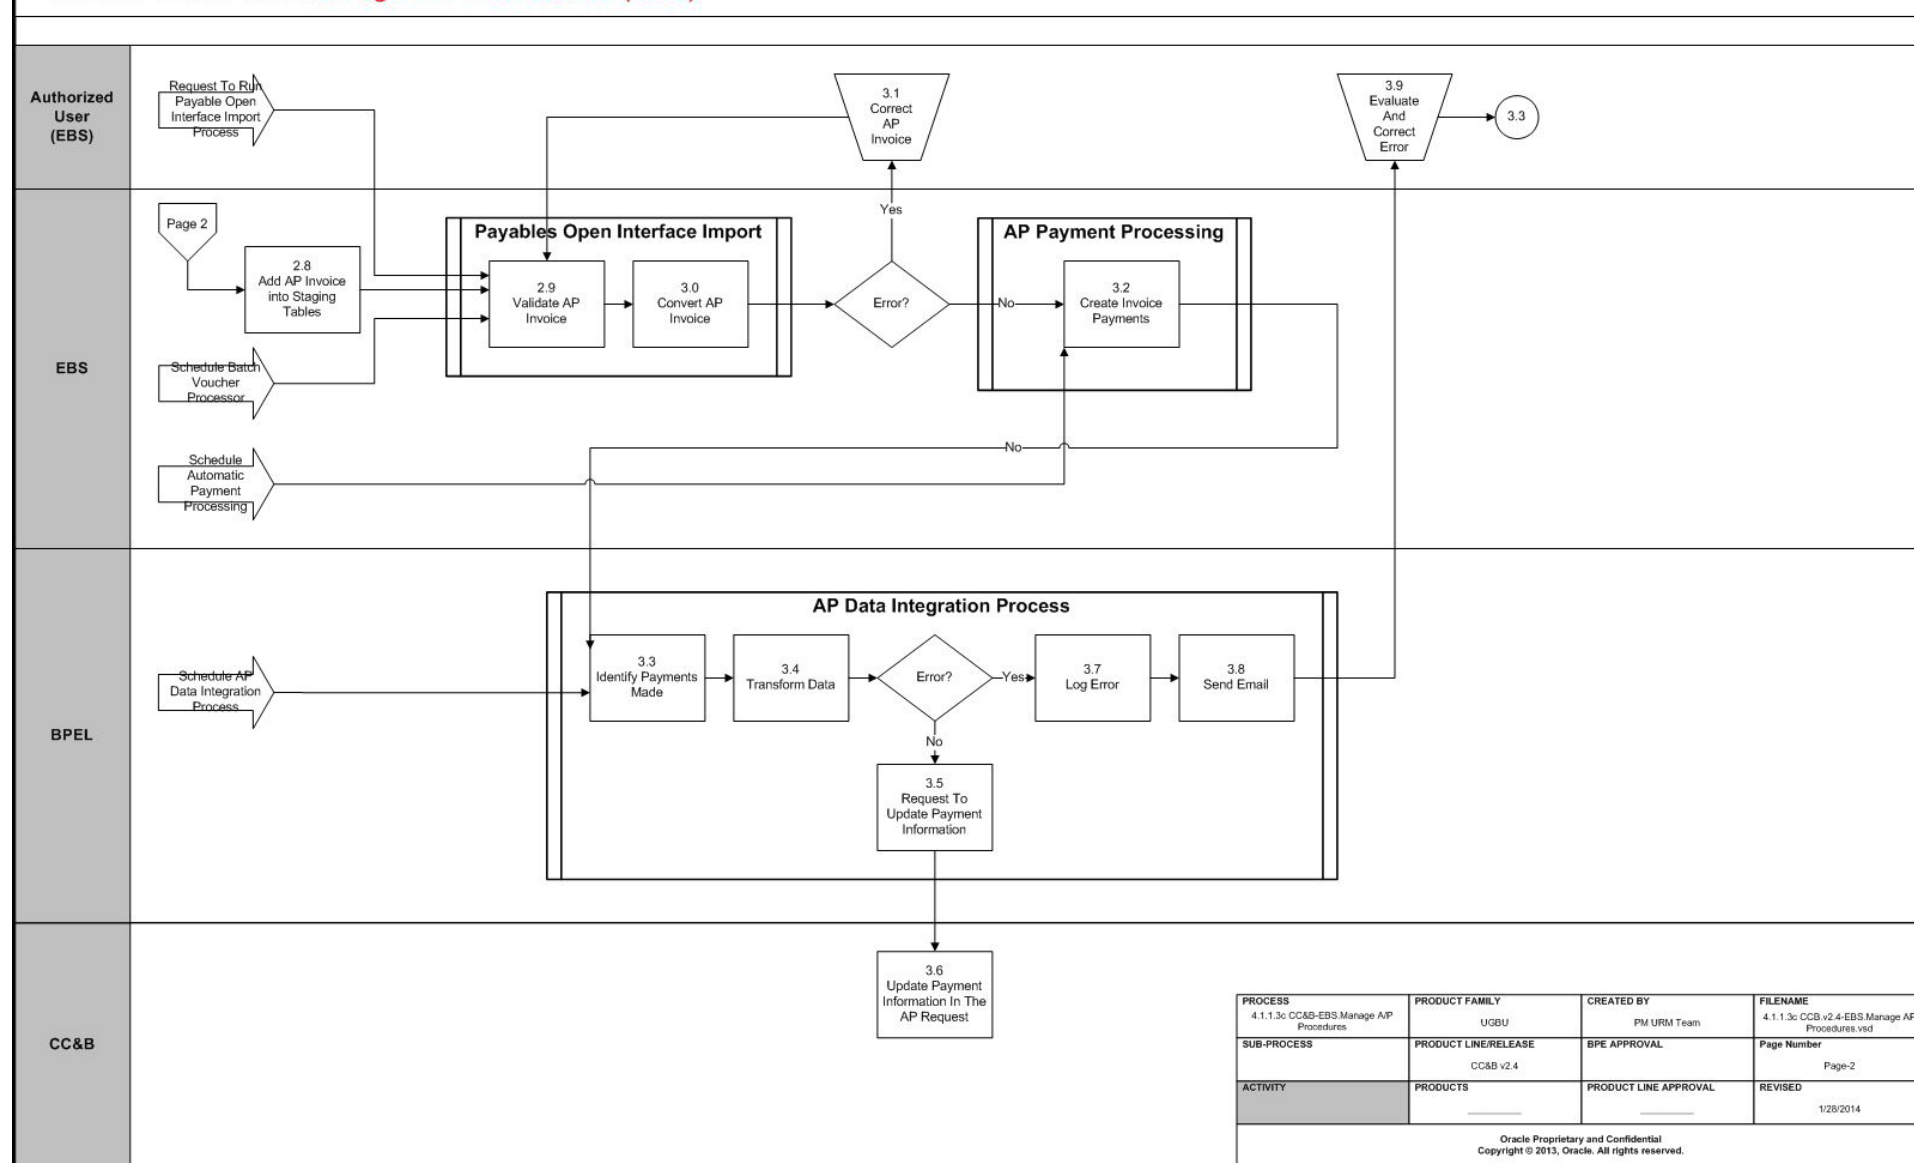 Authorized
User
(EBS)
Request To Run
Payable Open
Interface Import
Process
3.1
Correct
AP
Invoice
3.9
Evaluate
And
Correct
Error
3.3
EBS
Page 2
2.8
Add AP Invoice
into Staging
Tables
Schedule Batch
Voucher
Processor
Schedule
Automatic
Payment
Processing
Payables Open Interface Import
2.9
Validate AP
Invoice
3.0
Convert AP
Invoice
Error?
Yes
No
AP Payment Processing
3.2
Create Invoice
Payments
No
BPEL
Schedule AP
Data Integration
Process
AP Data Integration Process
3.3
Identify Payments
Made
3.4
Transform Data
Error?
Yes
3.7
Log Error
3.8
Send Email
No
3.5
Request To
Update Payment
Information
CC&B
3.6
Update Payment
Information In The
AP Request
PROCESS
4.1.1.3c CC&B-EBS.Manage A/P
Procedures
PRODUCT FAMILY
UGBU
CREATED BY
PM URM Team
FILENAME
4.1.1.3c CCB.v2.4-EBS.Manage AP
Procedures.vsd
SUB-PROCESS
PRODUCT LINE/RELEASE
CC&B v2.4
BPE APPROVAL
Page Number
Page-2
ACTIVITY
PRODUCTS
PRODUCT LINE APPROVAL
REVISED
1/28/2014
Oracle Proprietary and Confidential
Copyright © 2013, Oracle. All rights reserved.